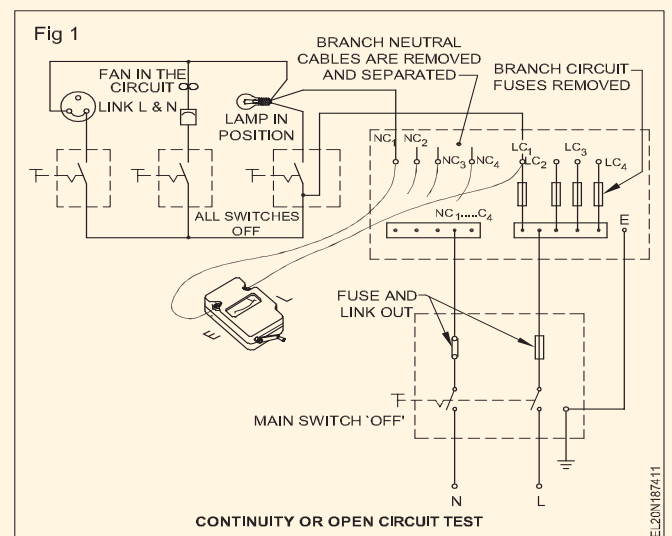 Fig 1
BRANCH NEUTRAL
CABLES ARE REMOVED
AND SEPARATED
BRANCH CIRCUIT
FUSES REMOVED
FAN IN THE
CIRCUIT
LINK L & N
LAMP IN
POSITION
NC1
NC2
NC3
NC4
LC1
LC2
LC3
LC4
ALL SWITCHES
OFF
NC1.....C4
E
L
E
FUSE AND
LINK OUT
MAIN SWITCH `OFF'
N
L
CONTINUITY OR OPEN CIRCUIT TEST
EL20N187411